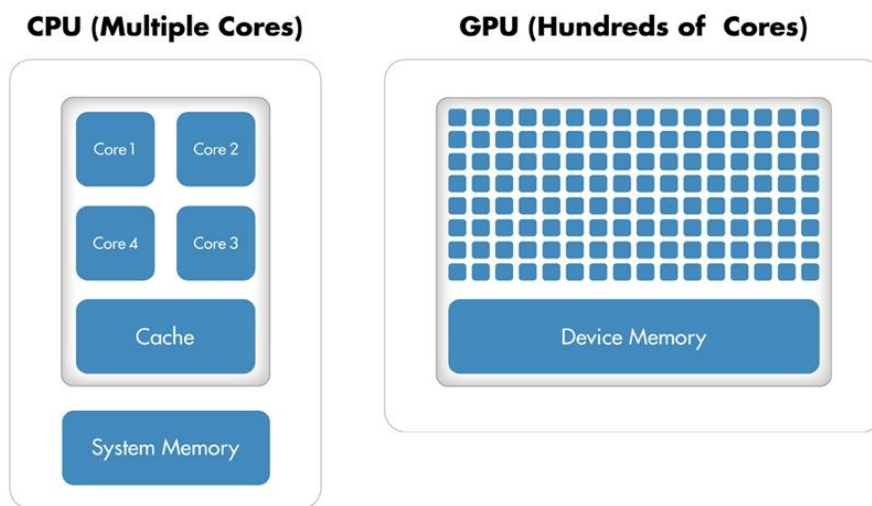 CPU (Multiple Cores)
Core 1
Core 2
Core 4
Core 3
Cache
System Memory
GPU (Hundreds of Cores)
Device Memory